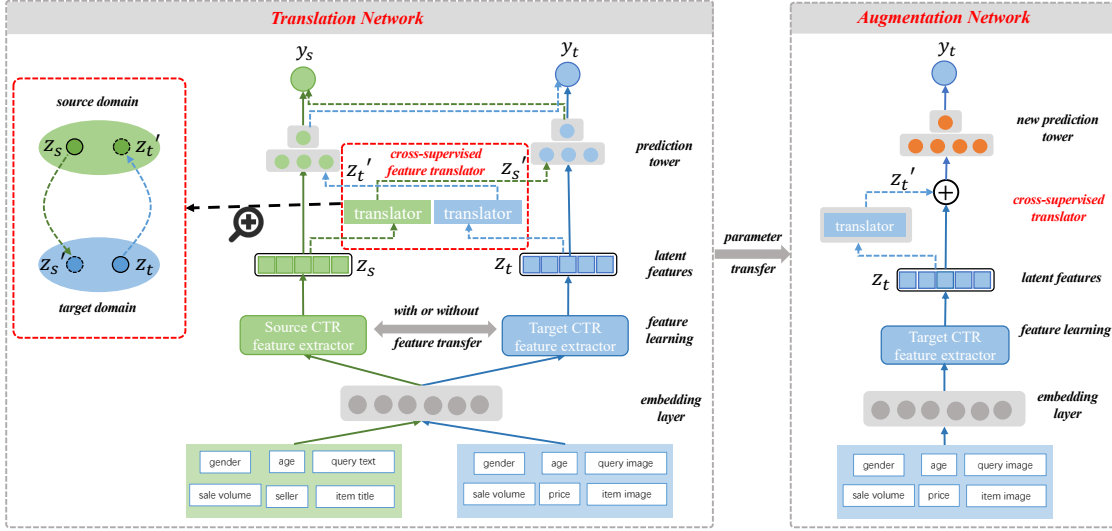 Translation Network
y_s
y_t
source domain
z_s
z_t'
z_s'
z_t
target domain
z_t'
cross-supervised
feature translator
z_s'
prediction
tower
translator
translator
z_s
z_t
latent
features
Source CTR
feature extractor
with or without
feature transfer
Target CTR
feature extractor
feature
learning
embedding
layer
gender
age
query text
sale volume
seller
item title
gender
age
query image
sale volume
price
item image
parameter
transfer
Augmentation Network
y_t
new prediction
tower
z_t'
cross-supervised
translator
translator
z_t
latent features
Target CTR
feature extractor
feature learning
embedding
layer
gender
age
query image
sale volume
price
item image